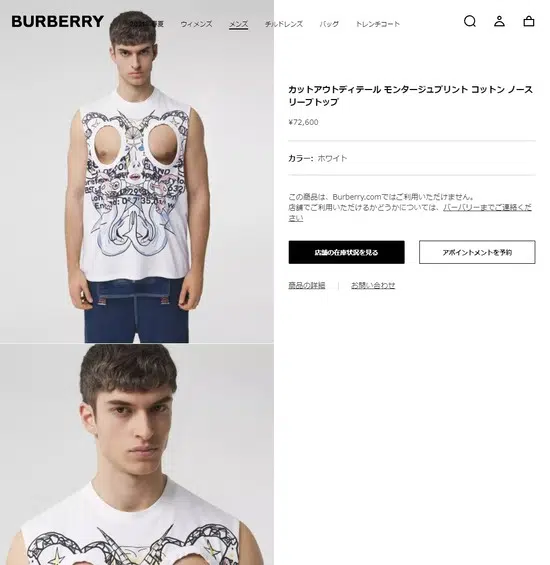 BURBERRY
春夏 ウィメンズ メンズ チルドレンズ バッグ トレンチコート
カットアウトディテール モンタージュプリント コットン ノース
リーブトップ
¥72,600
カラー: ホワイト
この商品は、Burberry.comではご利用いただけません。
店舗でご利用いただけるかどうかについては、バーバリーまでご連絡くだ
さい
店舗の在庫状況を見る アポイントメントを予約
商品の詳細 お問い合わせ